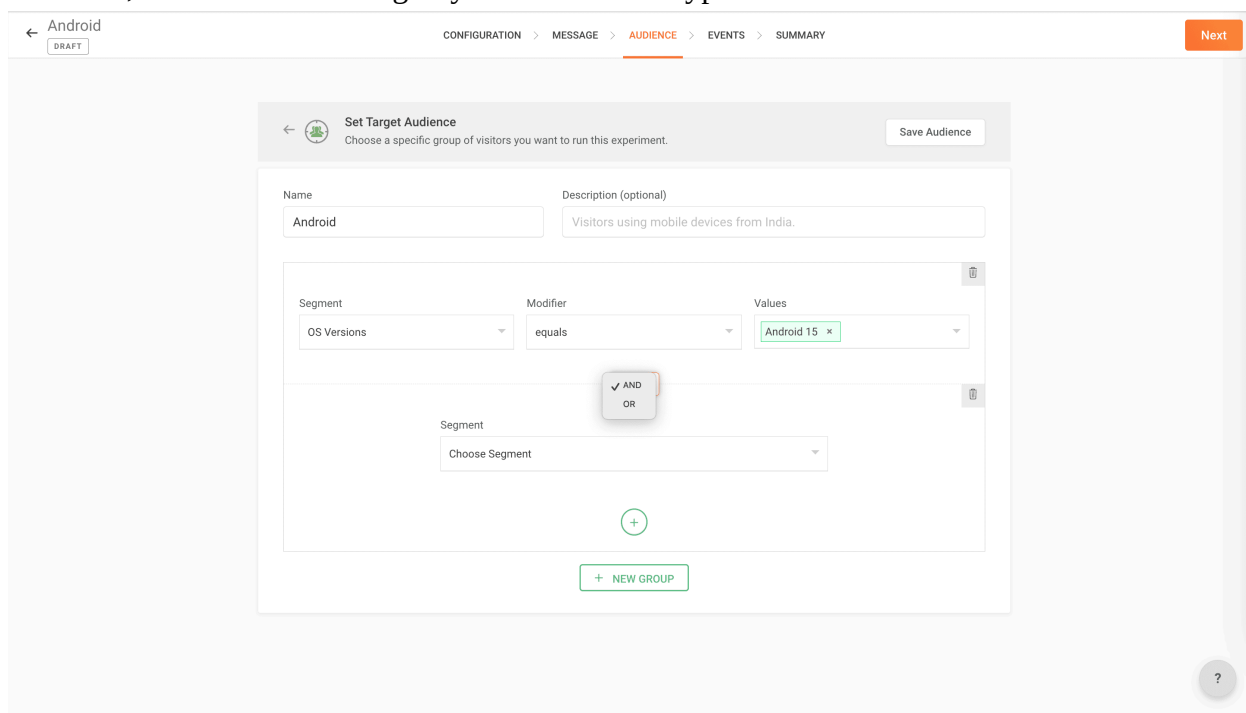 Android
DRAFT
CONFIGURATION > MESSAGE > AUDIENCE > EVENTS > SUMMARY
Next
Set Target Audience
Choose a specific group of visitors you want to run this experiment.
Save Audience
Name
Description (optional)
Android
Visitors using mobile devices from India.
Segment
Modifier
Values
OS Versions
equals
Android 15 ×
✓ AND
OR
Segment
Choose Segment
+
+ NEW GROUP
?